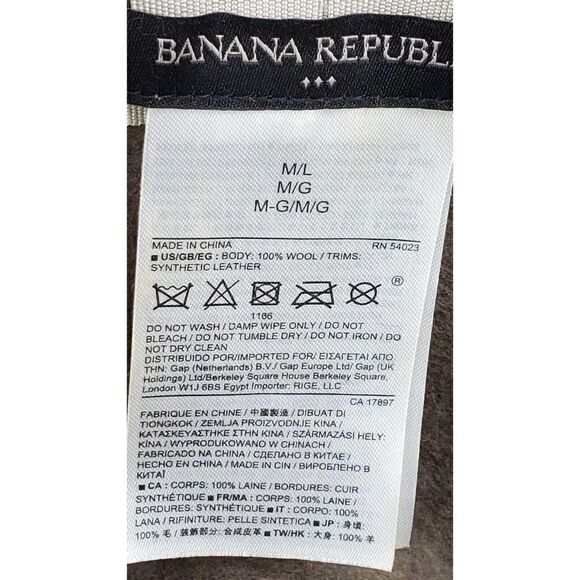 BANANA REPUBLI
M/L
M/G
M-G/M/G
MADE IN CHINA RN 54023
■ US/GB/EG : BODY: 100% WOOL / TRIMS:
SYNTHETIC LEATHER
®
1166
DO NOT WASH / DAMP WIPE ONLY / DO NOT
BLEACH / DO NOT TUMBLE DRY / DO NOT IRON / DO
NOT DRY CLEAN
DISTRIBUIDO POR/IMPORTED FOR/ ΕΙΣΑΓΕΤΑΙ ΑΠΟ
ΤΗΝ: Gap (Netherlands) B.V./ Gap Europe Ltd/ Gap (UK
Holdings) Ltd/Berkeley Square House Berkeley Square,
London W1J 6BS Egypt Importer: RIGE, LLC
CA 17897
FABRIQUÉ EN CHINE / 中國製造 / DIBUAT DI
TIONGKOK / ZEMLJA PROIZVODNJE KINA /
ΚΑΤΑΣΚΕΥΑΣΤΗΚΕ ΣΤΗΝ ΚΙΝΑ / SZÁRMAZÁSI HELY:
KÍNA / WYPRODUKOWANO W CHINACH /
FABRICADO NA CHINA / СДЕЛАНО В КИТАЕ /
HECHO EN CHINA / MADE IN CIN / ВИРОБЛЕНО В
КИТАЇ
■ CA : CORPS: 100% LAINE / BORDURES: CUIR
SYNTHÉTIQUE ■ FR/MA : CORPS: 100% LAINE /
BORDURES: SYNTHÉTIQUE ■ IT : CORPO: 100%
LANA / RIFINITURE: PELLE SINTETICA ■ JP : 身頃:
100% 毛 / 装飾部分: 合成皮革 ■ TW/HK : 大身: 100% 羊